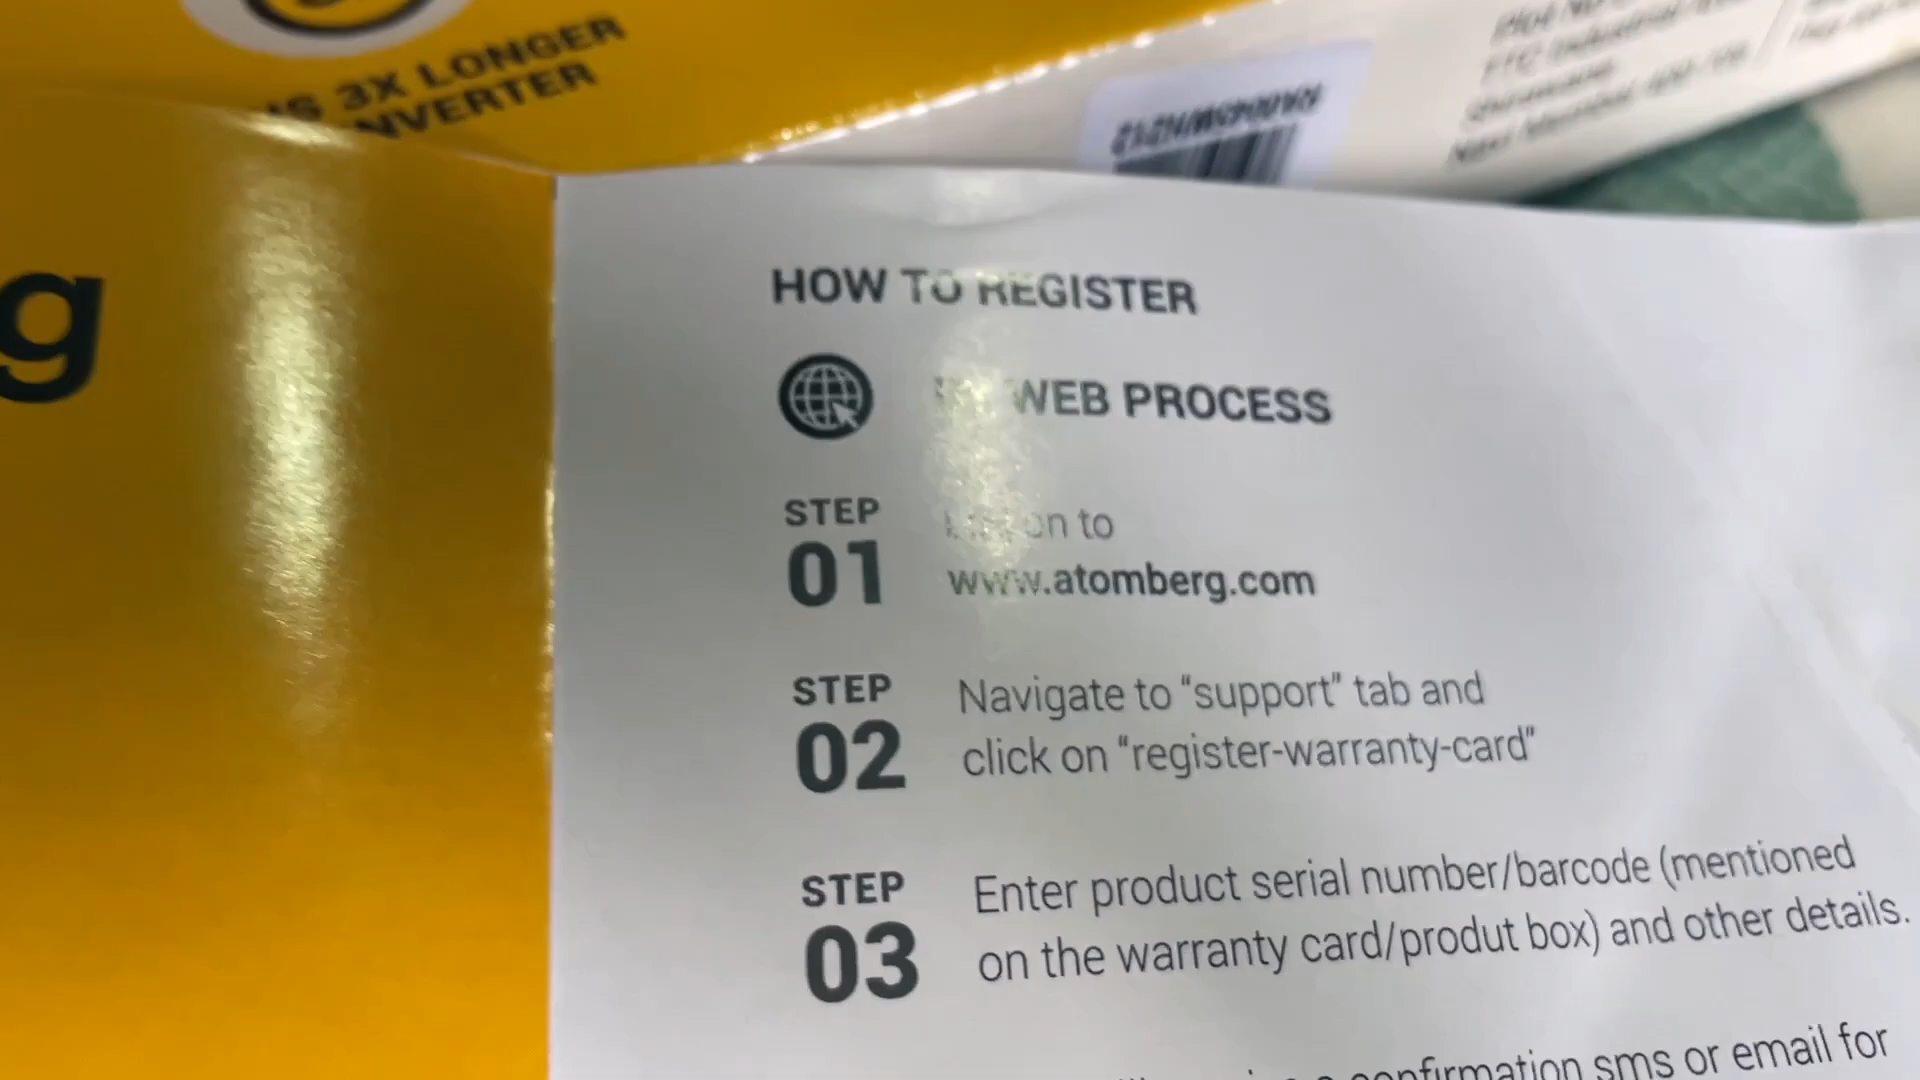 3X LONGER
NVERTER
g
HOW TO REGISTER
WEB PROCESS
STEP
01
on to
www.atomberg.com
STEP
02
Navigate to “support” tab and
click on “register-warranty-card”
STEP
03
Enter product serial number/barcode (mentioned
on the warranty card/produt box) and other details.
confirmation sms or email for